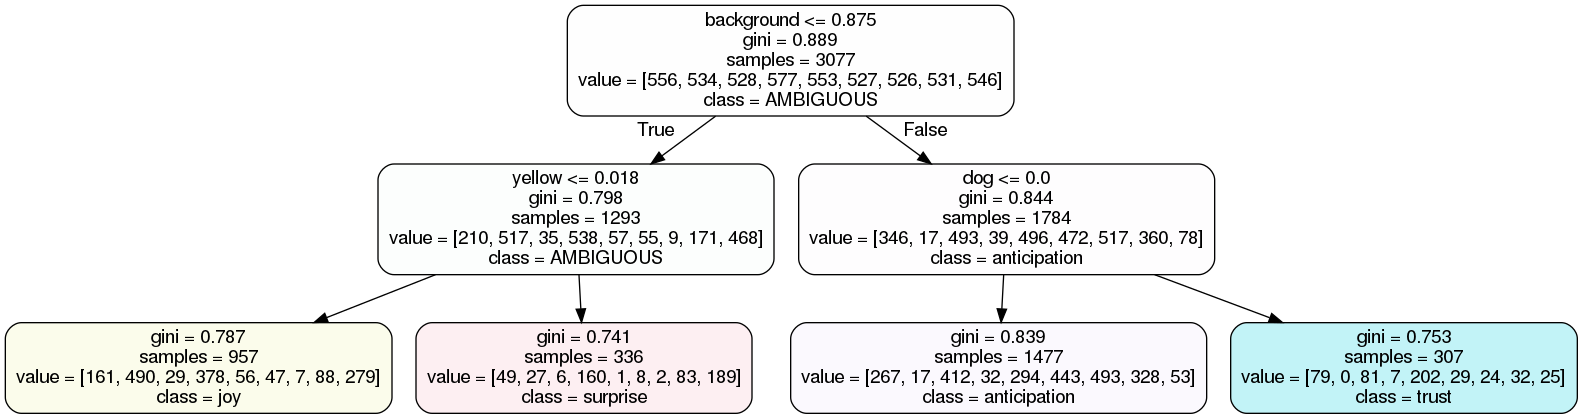 background <= 0.875
gini = 0.889
samples = 3077
value = [556, 534, 528, 577, 553, 527, 526, 531, 546]
class = AMBIGUOUS
True
False
yellow <= 0.018
gini = 0.798
samples = 1293
value = [210, 517, 35, 538, 57, 55, 9, 171, 468]
class = AMBIGUOUS
dog <= 0.0
gini = 0.844
samples = 1784
value = [346, 17, 493, 39, 496, 472, 517, 360, 78]
class = anticipation
gini = 0.787
samples = 957
value = [161, 490, 29, 378, 56, 47, 7, 88, 279]
class = joy
gini = 0.741
samples = 336
value = [49, 27, 6, 160, 1, 8, 2, 83, 189]
class = surprise
gini = 0.839
samples = 1477
value = [267, 17, 412, 32, 294, 443, 493, 328, 53]
class = anticipation
gini = 0.753
samples = 307
value = [79, 0, 81, 7, 202, 29, 24, 32, 25]
class = trust